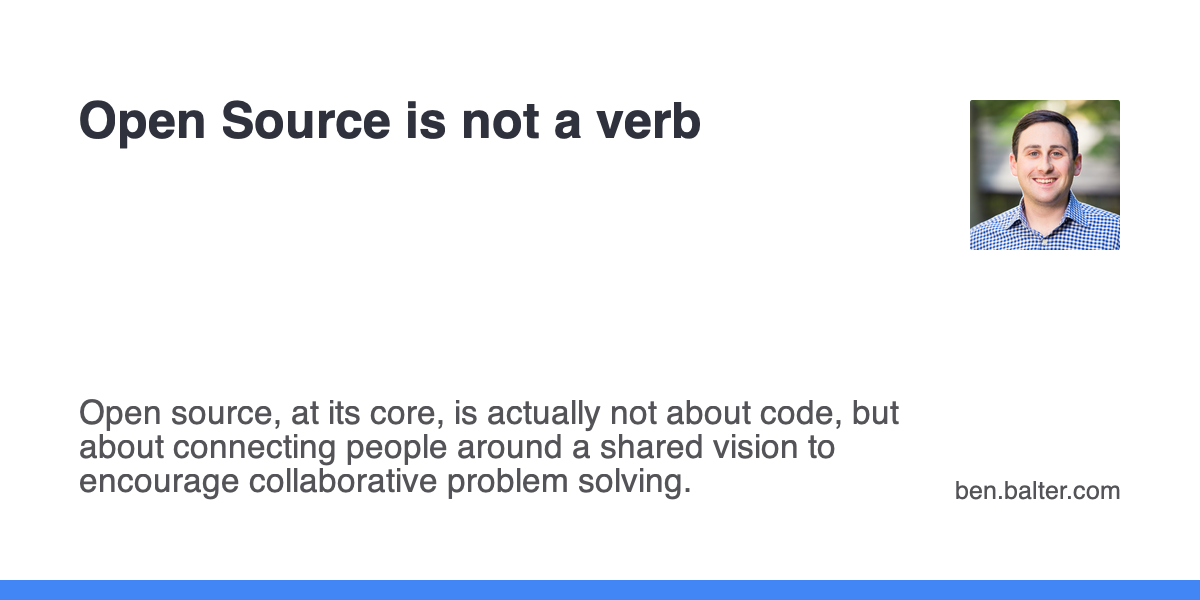 Open Source is not a verb
Open source, at its core, is actually not about code, but
about connecting people around a shared vision to
encourage collaborative problem solving.
ben.balter.com